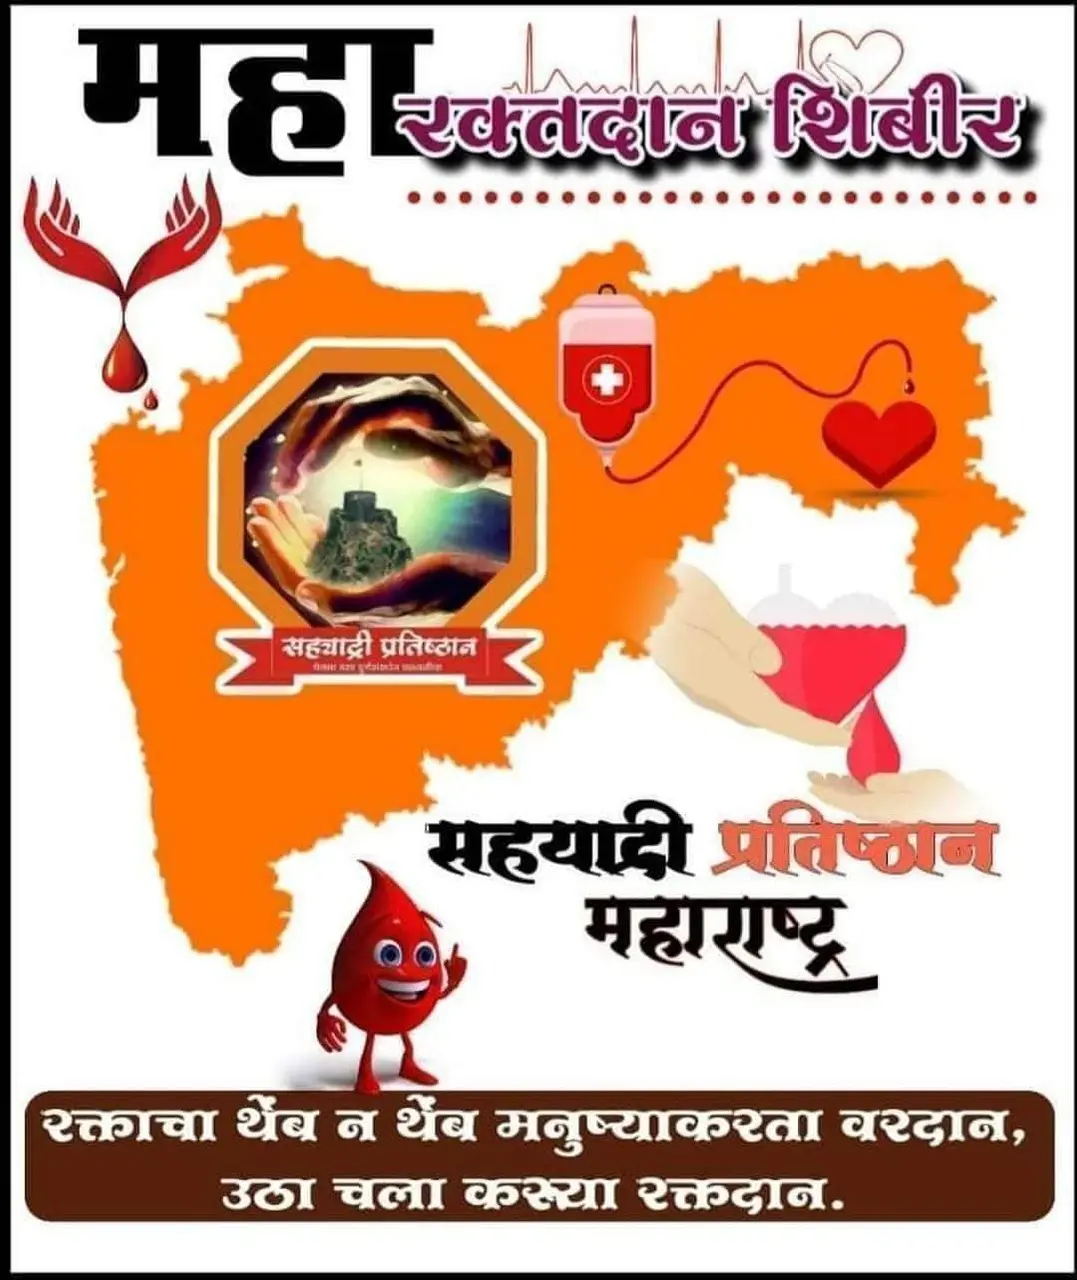 महा
रक्तदान शिबीर
सह्याद्री प्रतिष्ठान
सहयाद्री प्रतिष्ठान
महाराष्ट्र
रक्ताचा थेंब न थेंब मनुष्याकरता वरदान,
उठा चला करुया रक्तदान.